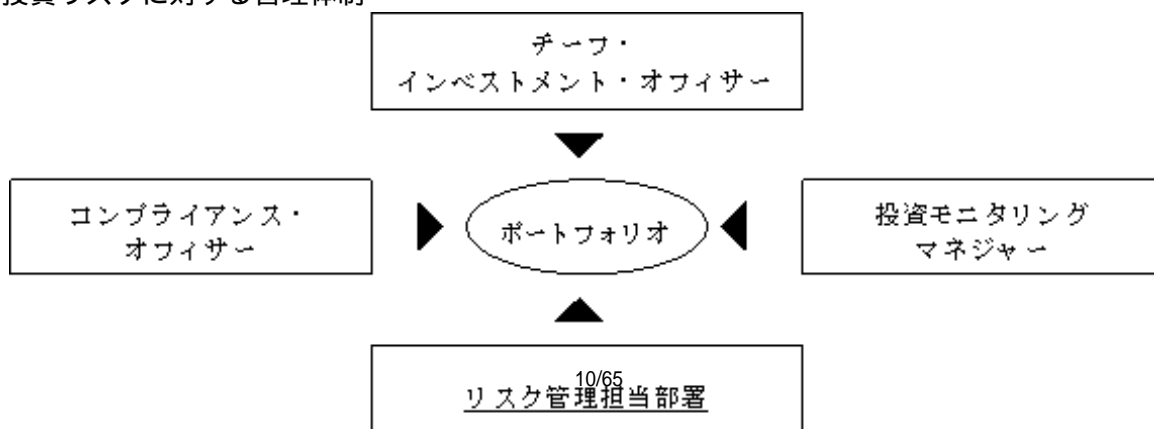 投資リスクに対する管理体制
チーフ・
インベストメント・オフィサー
コンプライアンス・
オフィサー
ポートフォリオ
投資モニタリング
マネジャー
リスク管理担当部署
10/65